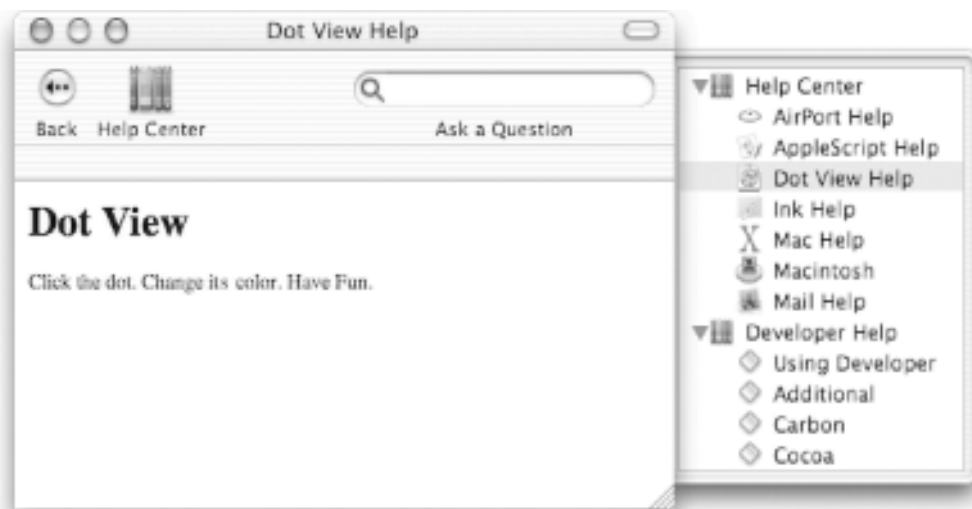 Dot View Help
Back
Help Center
Ask a Question
Dot View
Click the dot. Change its color. Have Fun.
Help Center
AirPort Help
AppleScript Help
Dot View Help
Ink Help
Mac Help
Macintosh
Mail Help
Developer Help
Using Developer
Additional
Carbon
Cocoa